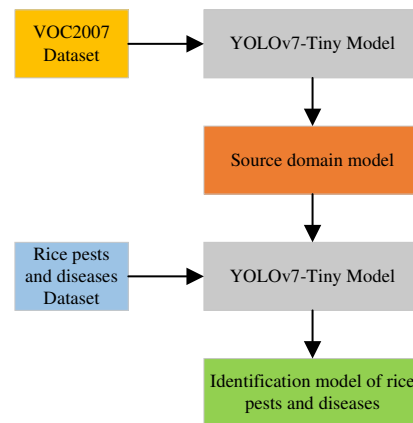 VOC2007
Dataset
YOLOv7-Tiny Model
Source domain model
Rice pests
and diseases
Dataset
YOLOv7-Tiny Model
Identification model of rice
pests and diseases